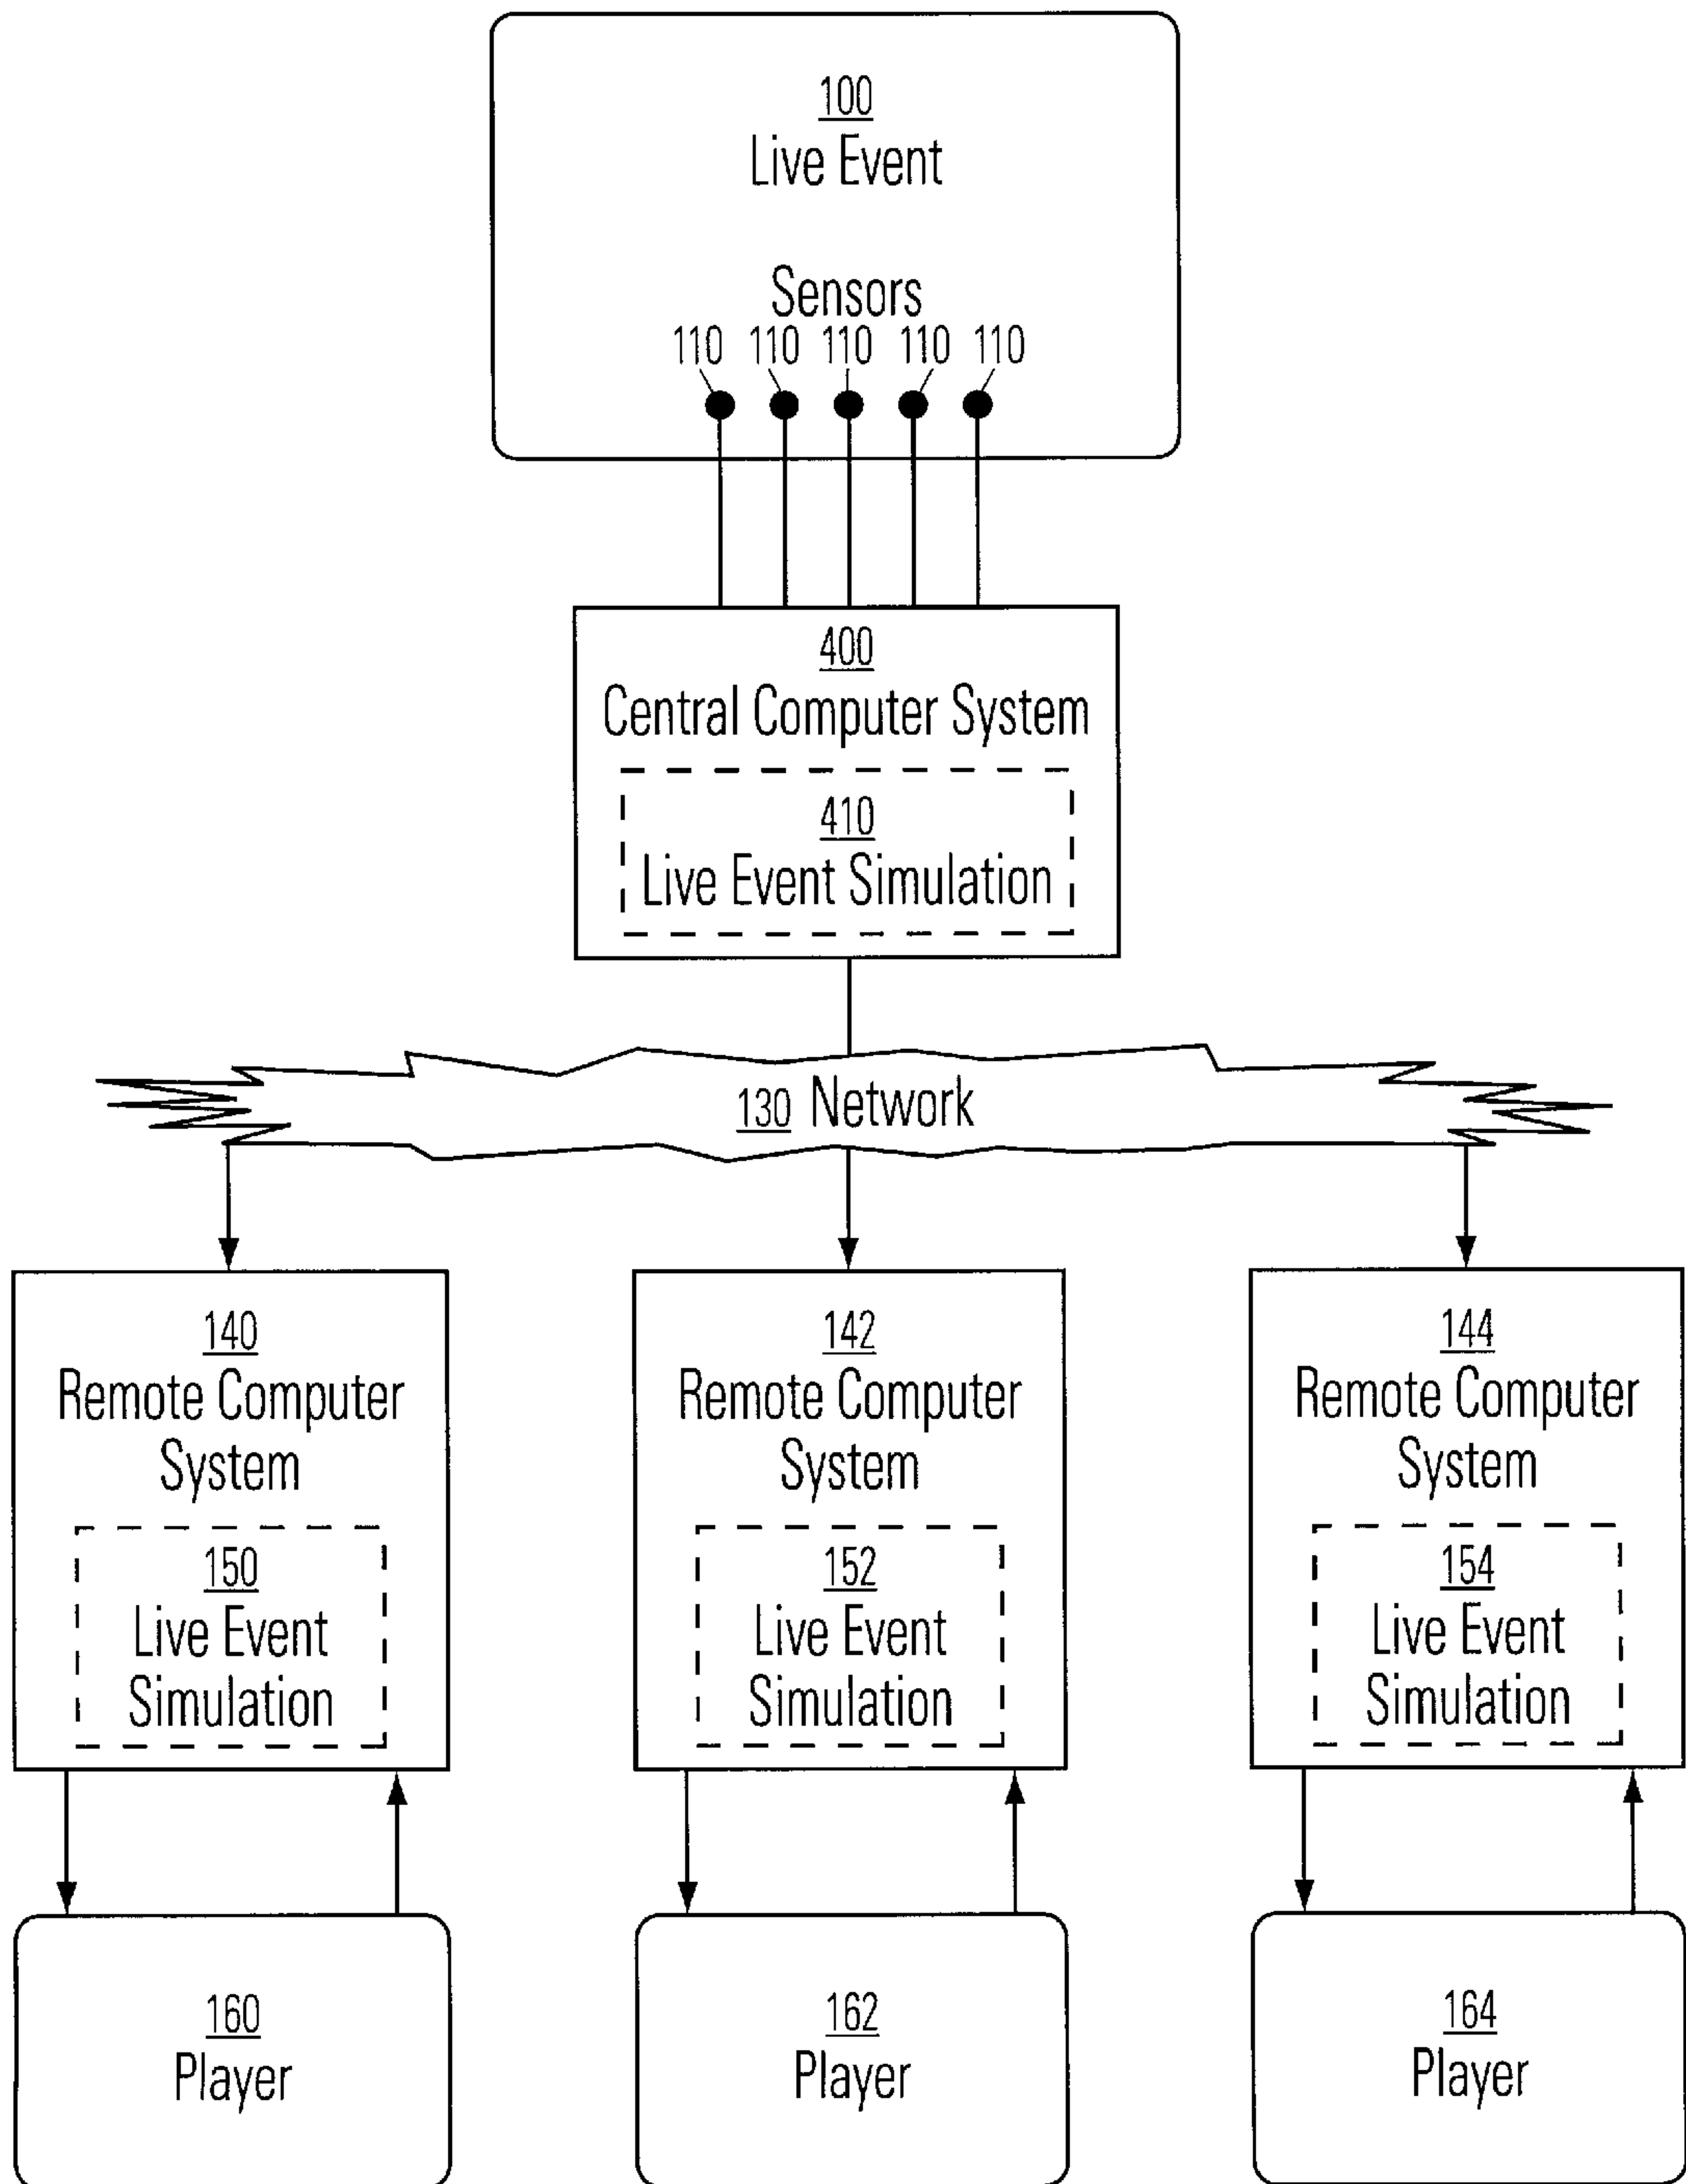 100
Live Event
Sensors
110 110 110 110 110
400
Central Computer System
410
Live Event Simulation
130 Network
140
Remote Computer
System
150
Live Event
Simulation
142
Remote Computer
System
152
Live Event
Simulation
144
Remote Computer
System
154
Live Event
Simulation
160
Player
162
Player
164
Player